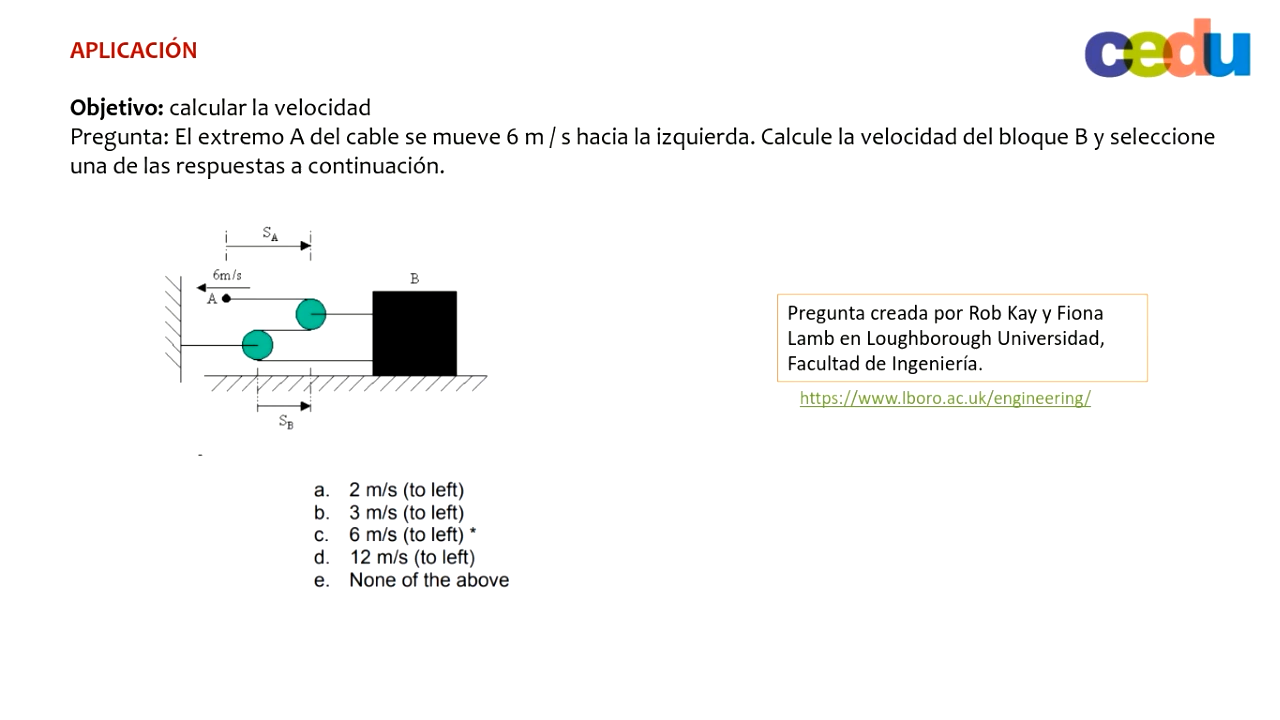 APLICACIÓN
cedu
Objetivo: calcular la velocidad
Pregunta: El extremo A del cable se mueve 6 m / s hacia la izquierda. Calcule la velocidad del bloque B y seleccione
una de las respuestas a continuación.
SA
6m/s
A
B
SB
Pregunta creada por Rob Kay y Fiona
Lamb en Loughborough Universidad,
Facultad de Ingeniería.
https://www.lboro.ac.uk/engineering/
a. 2 m/s (to left)
b. 3 m/s (to left)
c. 6 m/s (to left) *
d. 12 m/s (to left)
e. None of the above